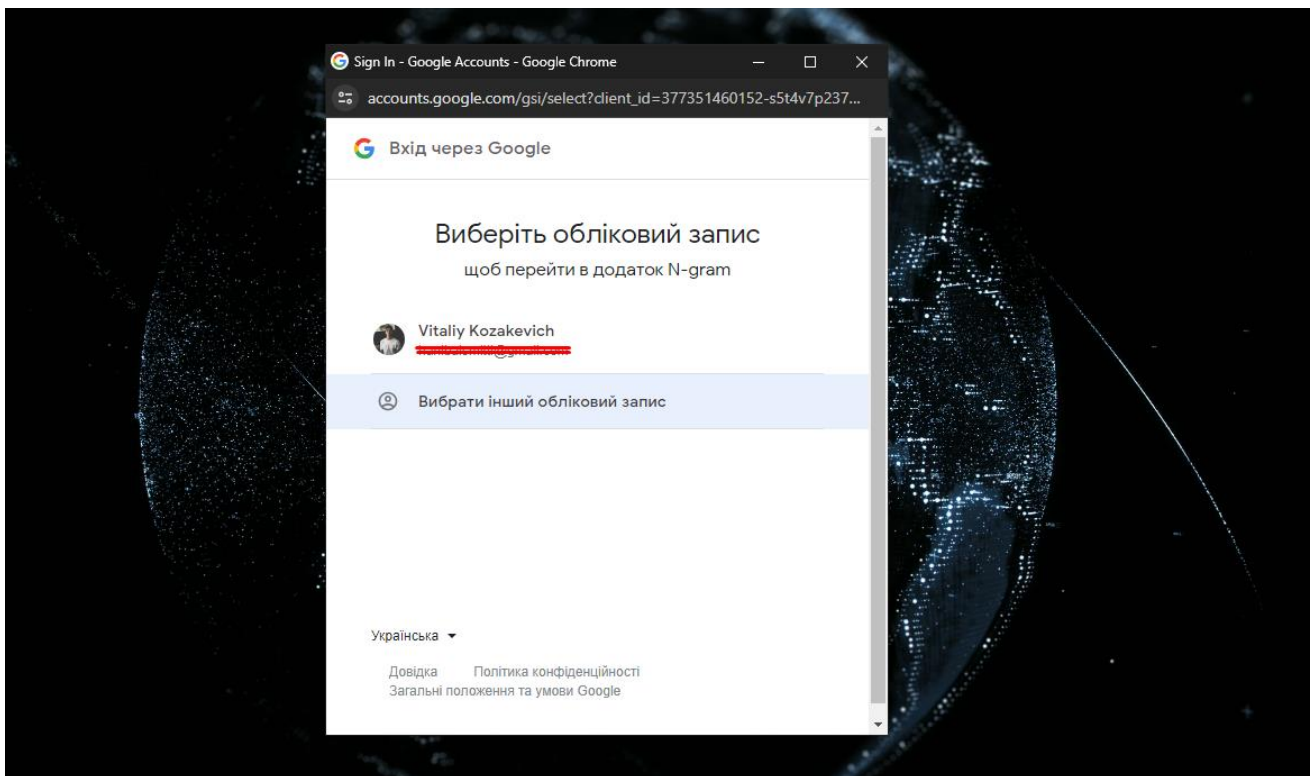 Sign In - Google Accounts - Google Chrome
accounts.google.com/gsi/select?client_id=377351460152-s5t4v7p237...
Вхід через Google
Виберіть обліковий запис
щоб перейти в додаток N-gram
Vitaliy Kozakevich
Вибрати інший обліковий запис
Українська
Довідка Політика конфіденційності
Загальні положення та умови Google